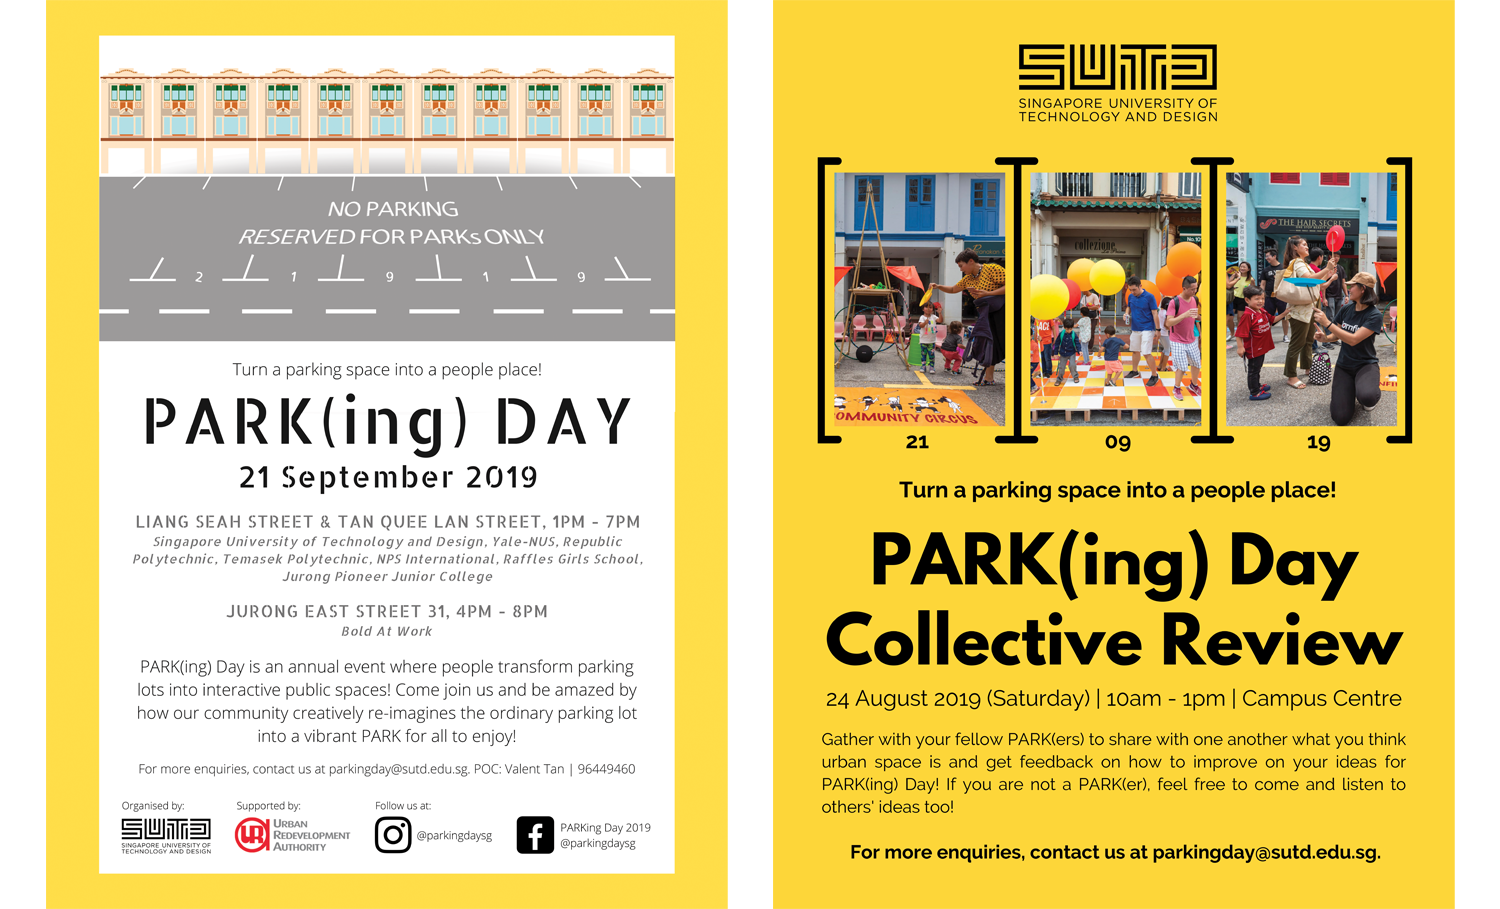 NO PARKING
RESERVED FOR PARKs ONLY
2 1 9 1 9
Turn a parking space into a people place!
PARK(ing) DAY
21 September 2019
LIANG SEAH STREET & TAN QUEE LAN STREET, 1PM - 7PM
Singapore University of Technology and Design, Yale-NUS, Republic
Polytechnic, Temasek Polytechnic, NPS International, Raffles Girls School,
Jurong Pioneer Junior College
JURONG EAST STREET 31, 4PM - 8PM
Bold At Work
PARK(ing) Day is an annual event where people transform parking
lots into interactive public spaces! Come join us and be amazed by
how our community creatively re-imagines the ordinary parking lot
into a vibrant PARK for all to enjoy!
For more enquiries, contact us at parkingday@sutd.edu.sg. POC: Valent Tan | 96449460
Organised by:
SUTD
SINGAPORE UNIVERSITY OF
TECHNOLOGY AND DESIGN
Supported by:
URBAN
REDEVELOPMENT
AUTHORITY
Follow us at:
@parkingdaysg
PARKing Day 2019
@parkingdaysg
SUTD
SINGAPORE UNIVERSITY OF
TECHNOLOGY AND DESIGN
COMMUNITY CIRCUS
collezione
THE HAIR SECRETS
21 09 19
Turn a parking space into a people place!
PARK(ing) Day
Collective Review
24 August 2019 (Saturday) | 10am - 1pm | Campus Centre
Gather with your fellow PARK(ers) to share with one another what you think
urban space is and get feedback on how to improve on your ideas for
PARK(ing) Day! If you are not a PARK(er), feel free to come and listen to
others' ideas too!
For more enquiries, contact us at parkingday@sutd.edu.sg.